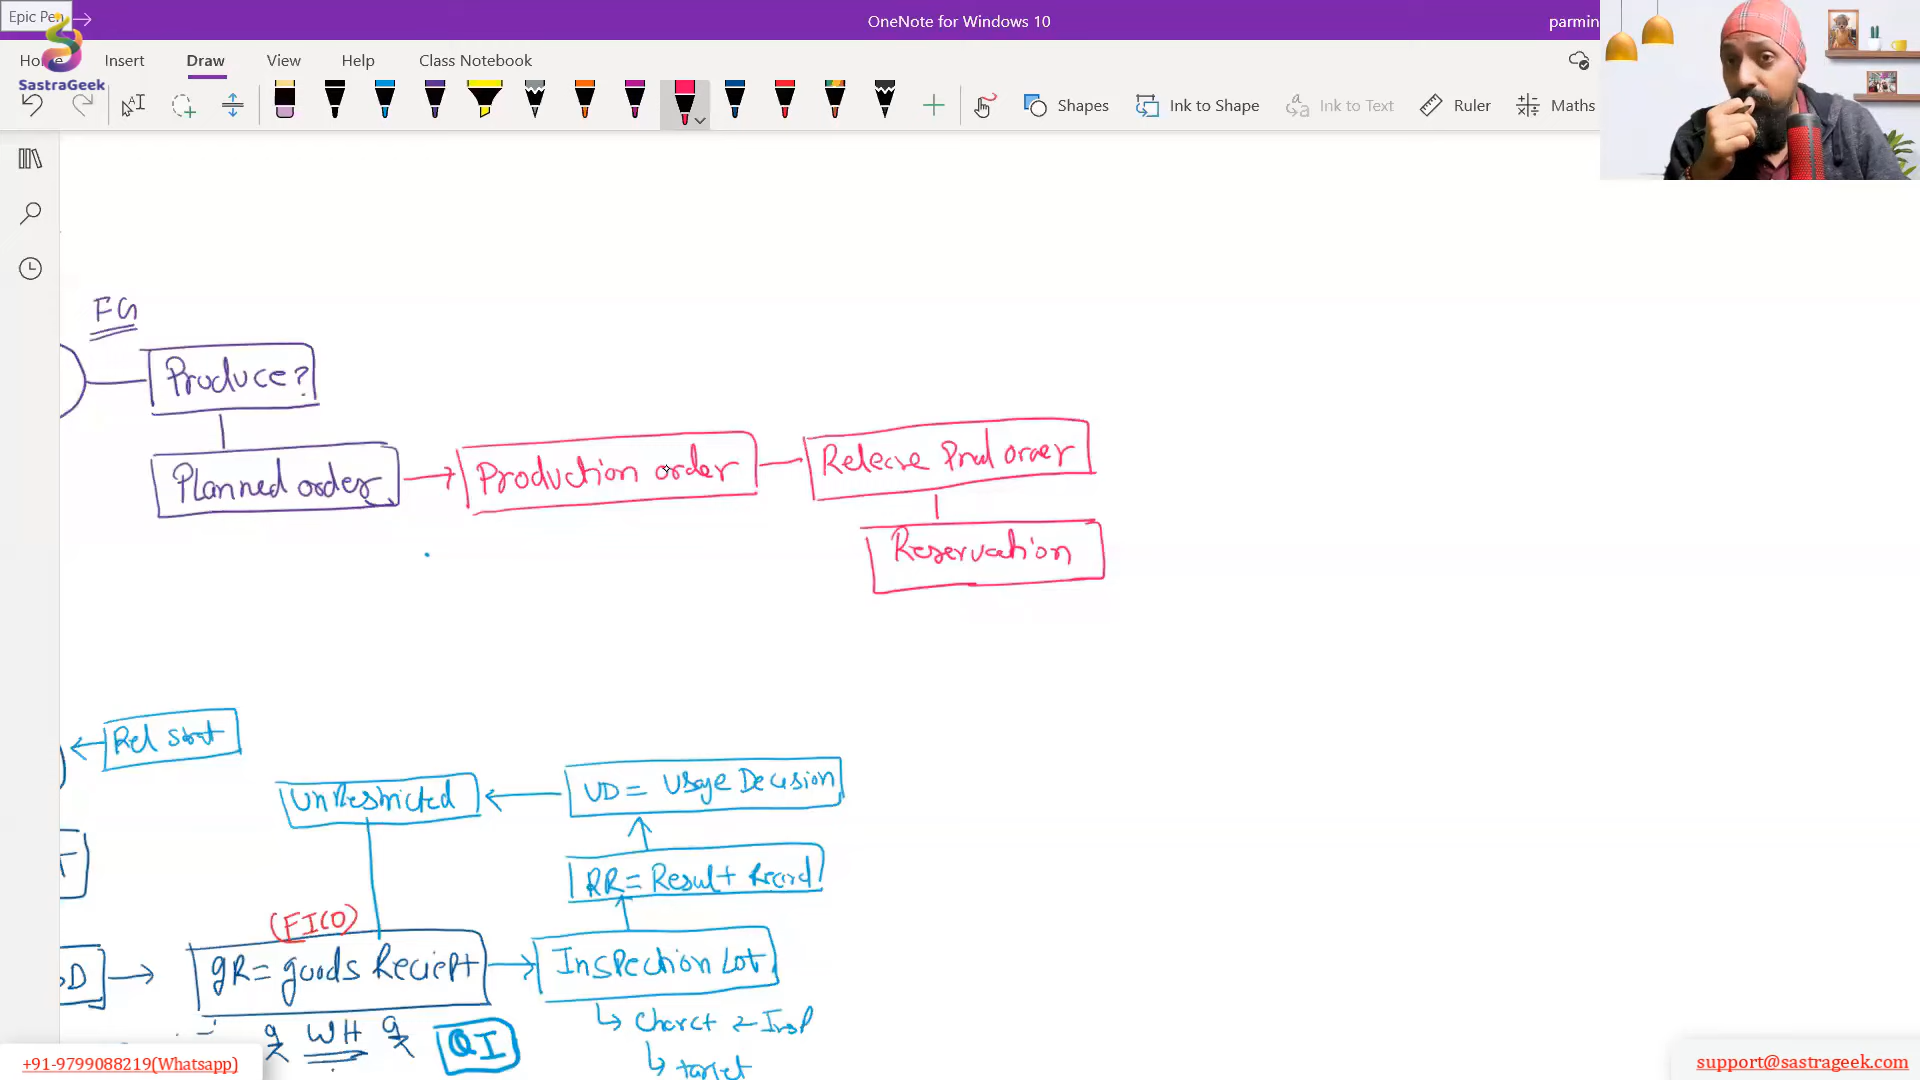 Epic Pen
OneNote for Windows 10
parmin
Home Insert Draw View Help Class Notebook
SastraGeek
Shapes Ink to Shape Ink to Text Ruler Maths
FG
Produce?
Planned order
Production order
Release Prod order
Reservation
Rel strat
UnRestricted
UD = Usage Decision
RR = Result Record
(FICO)
gR = goods Reciept
Inspection Lot
D
WH
QI
Charct
Insp
target
+91-9799088219(Whatsapp)
support@sastrageek.com